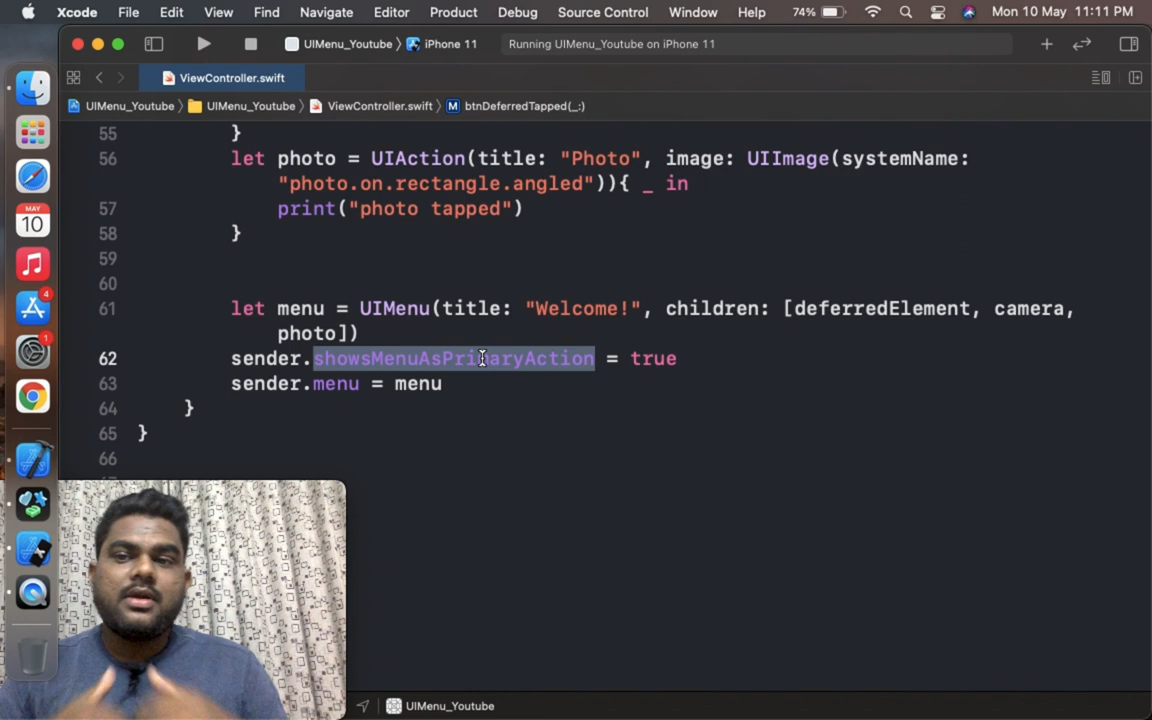 Xcode File Edit View Find Navigate Editor Product Debug Source Control Window Help 74% Mon 10 May 11:11 PM
UIMenu_Youtube iPhone 11 Running UIMenu_Youtube on iPhone 11
ViewController.swift
UIMenu_Youtube UIMenu_Youtube ViewController.swift M btnDeferredTapped(_:)
55 }
56 let photo = UIAction(title: "Photo", image: UIImage(systemName:
"photo.on.rectangle.angled")){ _ in
57 print("photo tapped")
58 }
59
60
61 let menu = UIMenu(title: "Welcome!", children: [deferredElement, camera,
photo])
62 sender.showsMenuAsPrimaryAction = true
63 sender.menu = menu
64 }
65 }
66
MAY
10
4
1
UIMenu_Youtube